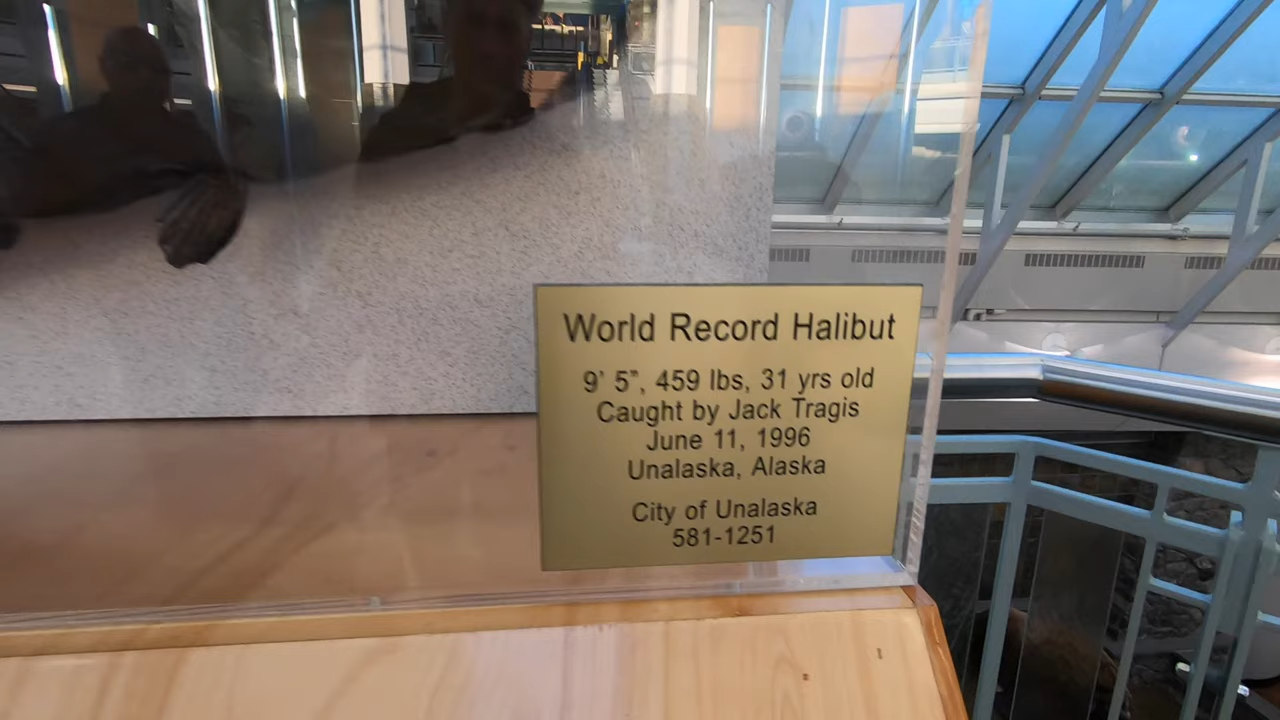 World Record Halibut
9' 5", 459 lbs, 31 yrs old
Caught by Jack Tragis
June 11, 1996
Unalaska, Alaska
City of Unalaska
581-1251